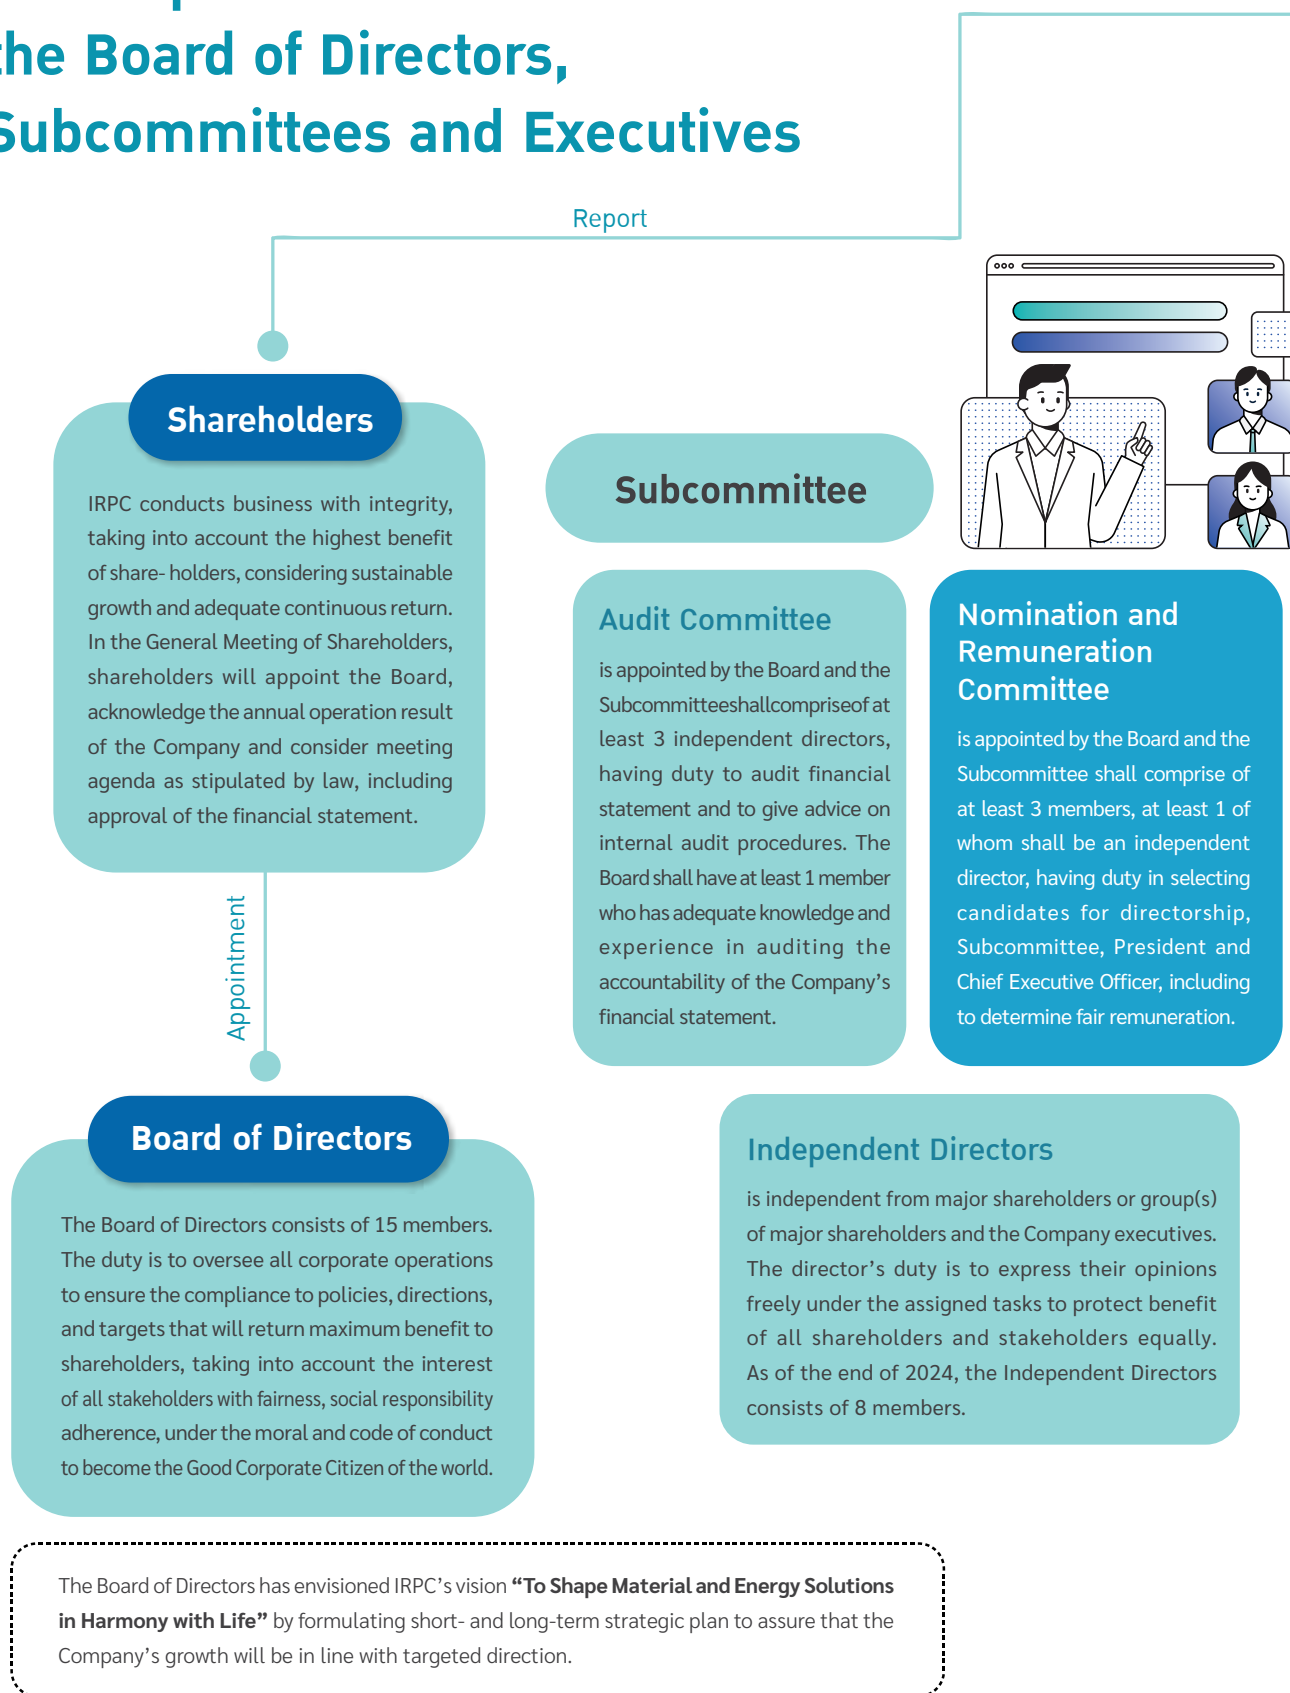 the Board of Directors,
Subcommittees and Executives
Report
Shareholders
IRPC conducts business with integrity,
taking into account the highest benefit
of share- holders, considering sustainable
growth and adequate continuous return.
In the General Meeting of Shareholders,
shareholders will appoint the Board,
acknowledge the annual operation result
of the Company and consider meeting
agenda as stipulated by law, including
approval of the financial statement.
Appointment
Board of Directors
The Board of Directors consists of 15 members.
The duty is to oversee all corporate operations
to ensure the compliance to policies, directions,
and targets that will return maximum benefit to
shareholders, taking into account the interest
of all stakeholders with fairness, social responsibility
adherence, under the moral and code of conduct
to become the Good Corporate Citizen of the world.
Subcommittee
Audit Committee
is appointed by the Board and the
Subcommitteeshallcompriseof at
least 3 independent directors,
having duty to audit financial
statement and to give advice on
internal audit procedures. The
Board shall have at least 1 member
who has adequate knowledge and
experience in auditing the
accountability of the Company's
financial statement.
Nomination and
Remuneration
Committee
is appointed by the Board and the
Subcommittee shall comprise of
at least 3 members, at least 1 of
whom shall be an independent
director, having duty in selecting
candidates for directorship,
Subcommittee, President and
Chief Executive Officer, including
to determine fair remuneration.
Independent Directors
is independent from major shareholders or group(s)
of major shareholders and the Company executives.
The director's duty is to express their opinions
freely under the assigned tasks to protect benefit
of all shareholders and stakeholders equally.
As of the end of 2024, the Independent Directors
consists of 8 members.
The Board of Directors has envisioned IRPC's vision “To Shape Material and Energy Solutions
in Harmony with Life” by formulating short- and long-term strategic plan to assure that the
Company's growth will be in line with targeted direction.